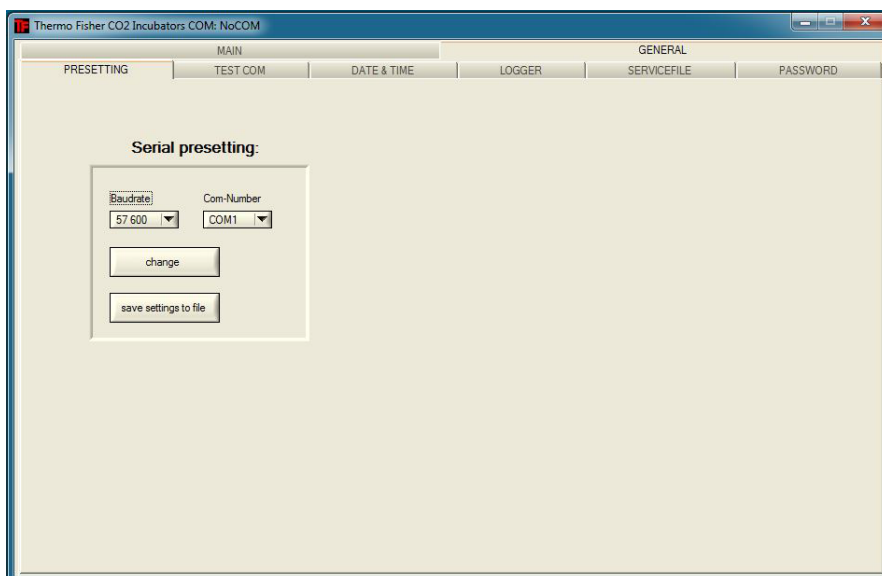 TF Thermo Fisher CO2 Incubators COM: NoCOM
MAIN GENERAL
PRESETTING TEST COM DATE & TIME LOGGER SERVICEFILE PASSWORD
Serial presetting:
Baudrate Com-Number
57 600 COM1
change
save settings to file